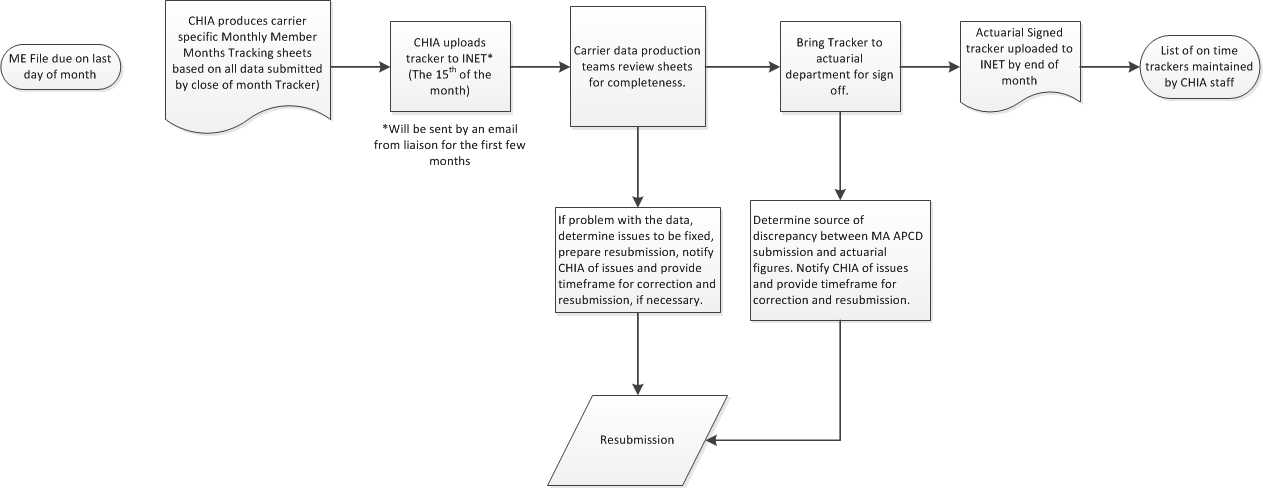 ME File due on last
day of month
CHIA produces carrier
specific Monthly Member
Months Tracking sheets
based on all data submitted
by close of month Tracker)
CHIA uploads
tracker to INET*
(The 15th of the
month)
*Will be sent by an email
from liaison for the first few
months
Carrier data production
teams review sheets
for completeness.
Bring Tracker to
actuarial
department for sign
off.
Actuarial Signed
tracker uploaded to
INET by end of
month
List of on time
trackers maintained
by CHIA staff
If problem with the data,
determine issues to be fixed,
prepare resubmission, notify
CHIA of issues and provide
timeframe for correction and
resubmission, if necessary.
Determine source of
discrepancy between MA APCD
submission and actuarial
figures. Notify CHIA of issues
and provide timeframe for
correction and resubmission.
Resubmission